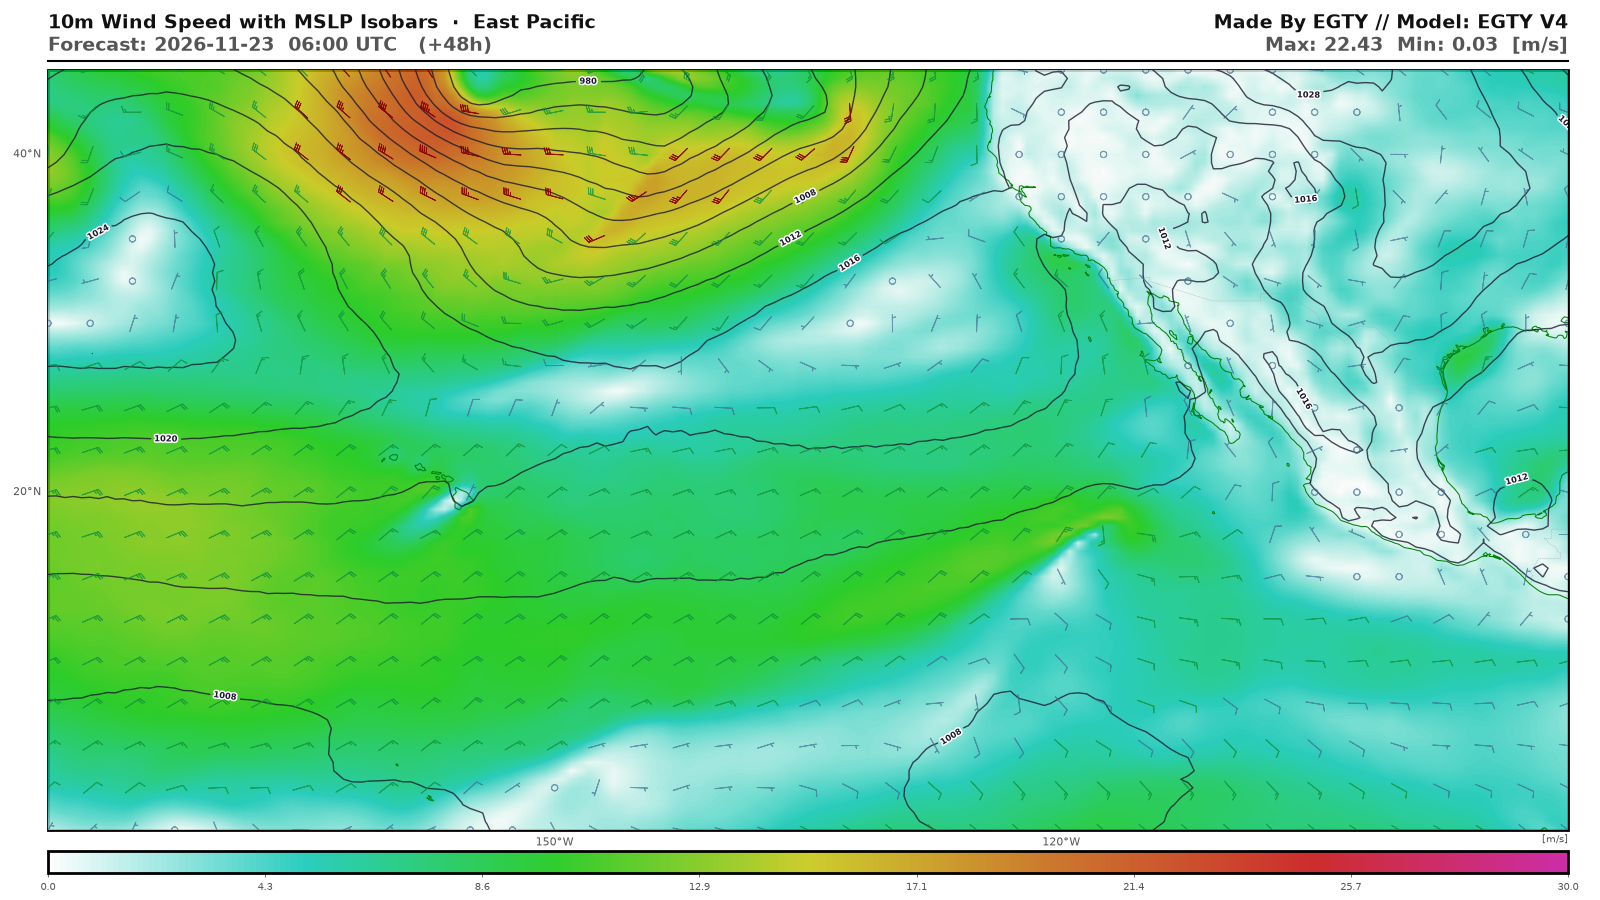 10m Wind Speed with MSLP Isobars · East Pacific
Made By EGTY // Model: EGTY V4
Forecast: 2026-11-23 06:00 UTC (+48h)
Max: 22.43 Min: 0.03 [m/s]
980
1028
40°N
1008
1016
1024
1012
1012
1016
1016
1020
1012
20°N
1008
1008
150°W
120°W
[m/s]
0.0
4.3
8.6
12.9
17.1
21.4
25.7
30.0